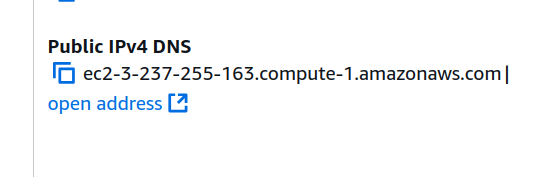 Public IPv4 DNS
ec2-3-237-255-163.compute-1.amazonaws.com |
open address